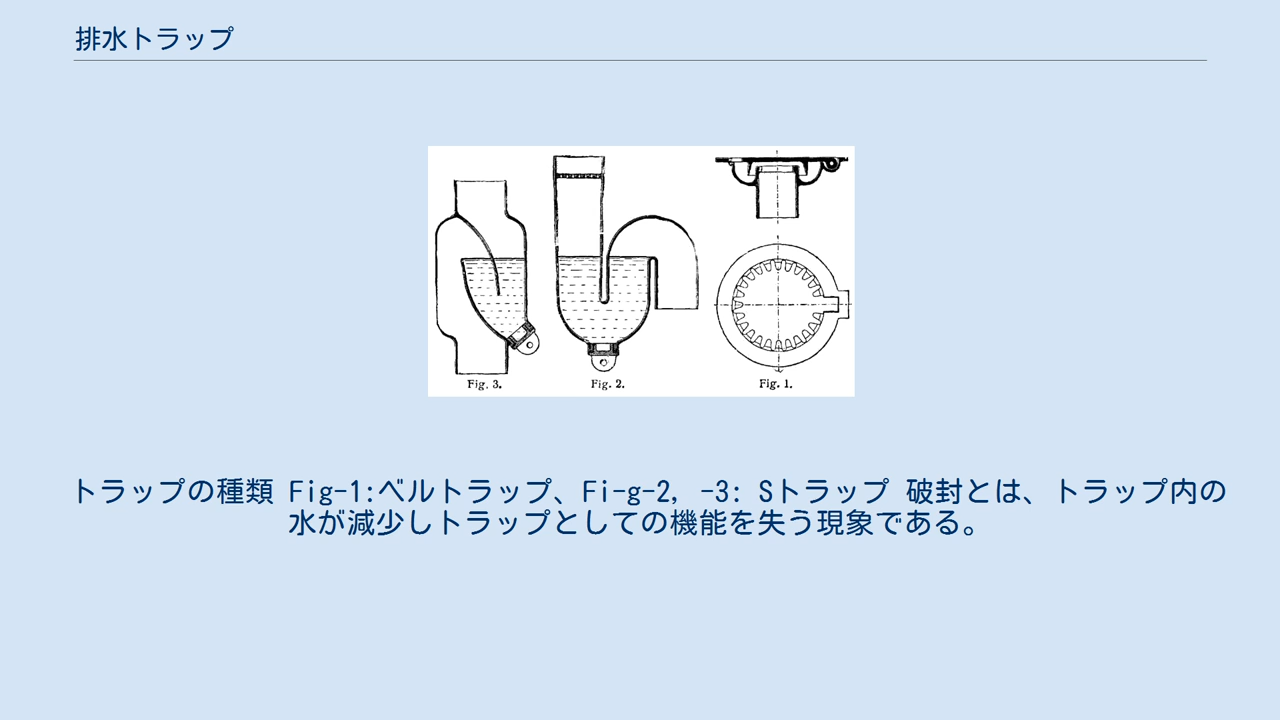 排水トラップ
Fig. 3.
Fig. 2.
Fig. 1.
トラップの種類 Fig-1:ベルトラップ、Fi-g-2, -3: Sトラップ 破封とは、トラップ内の
水が減少しトラップとしての機能を失う現象である。